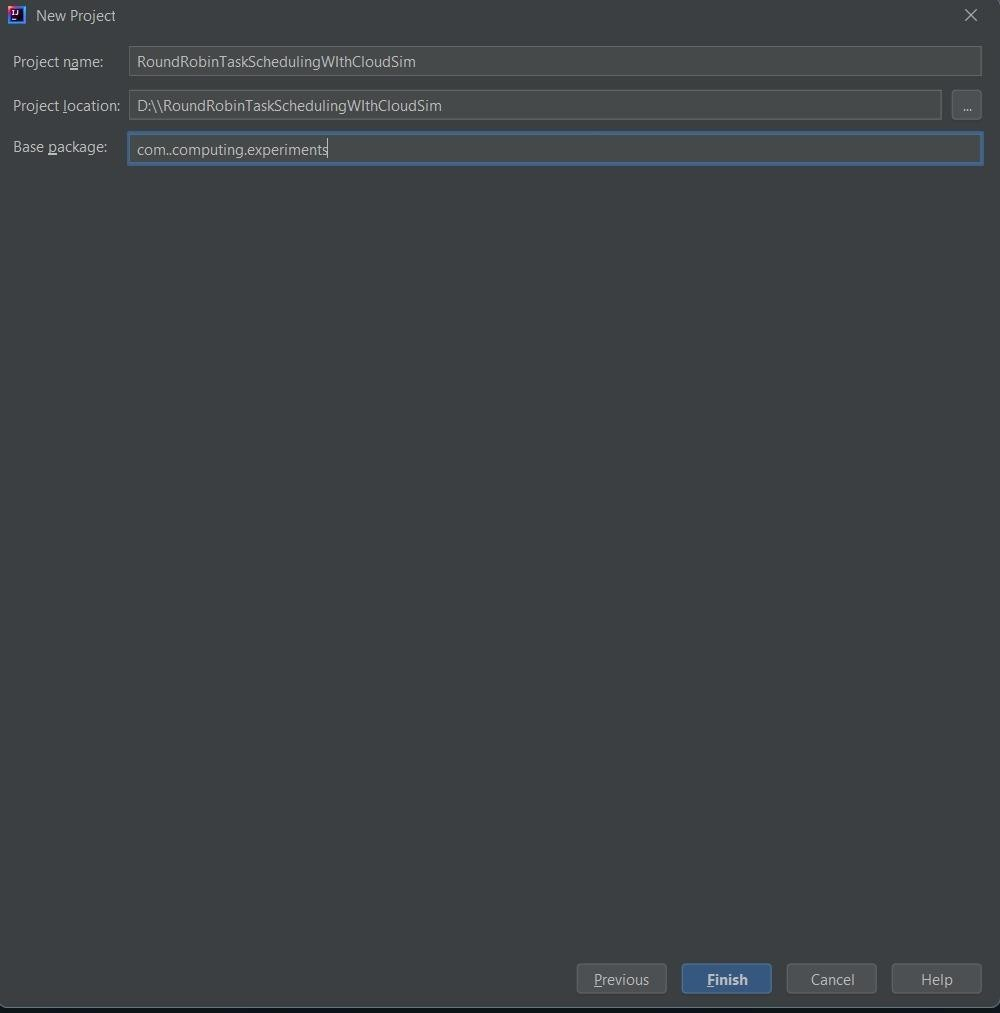 New Project
Project name: RoundRobinTaskSchedulingWIthCloudSim
Project location: D:\\RoundRobinTaskSchedulingWIthCloudSim ...
Base package: com..computing.experiments
Previous Finish Cancel Help